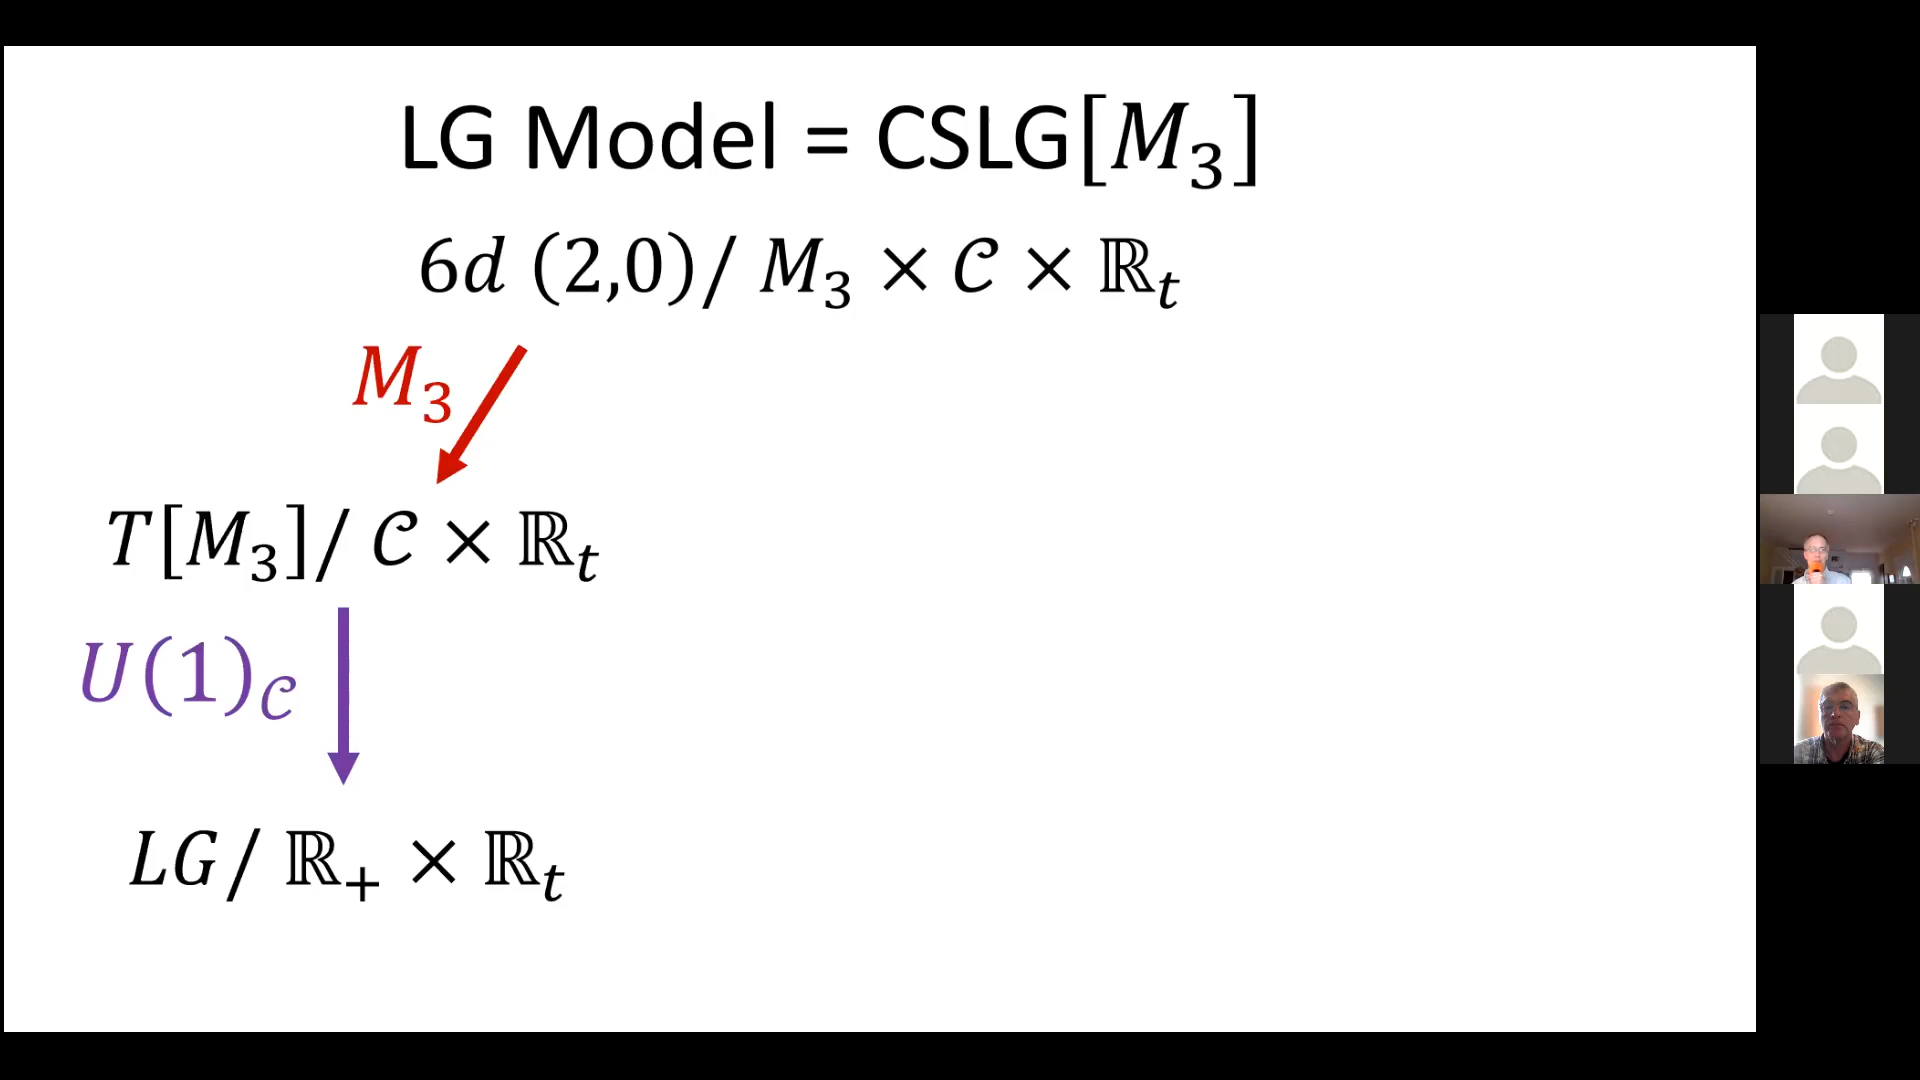 LG Model = CSLG[𝑀₃]
6𝑑 (2,0)/ 𝑀₃ × 𝒞 × ℝₜ
𝑀₃
𝑇[𝑀₃]/ 𝒞 × ℝₜ
𝑈(1)_𝒞
𝐿𝐺/ ℝ₊ × ℝₜ